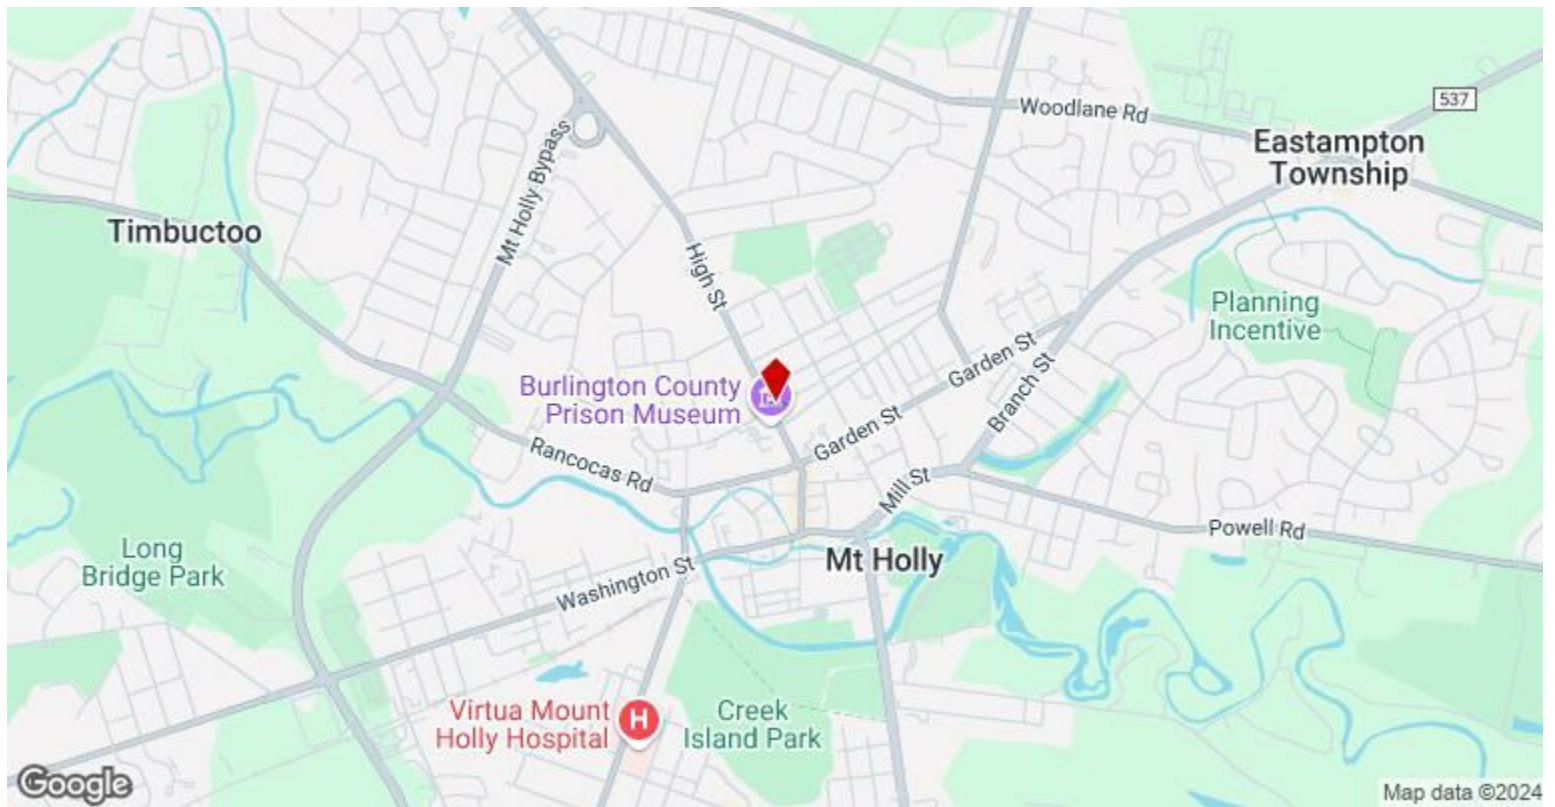 537
Woodlane Rd
Eastampton
Township
Mt Holly Bypass
Timbuctoo
High St
Planning
Incentive
Garden St
Branch St
Burlington County
Prison Museum
Garden St
Rancocas Rd
Mill St
Powell Rd
Long
Bridge Park
Mt Holly
Washington St
Virtua Mount
Holly Hospital
H
Creek
Island Park
Google
Map data ©2024